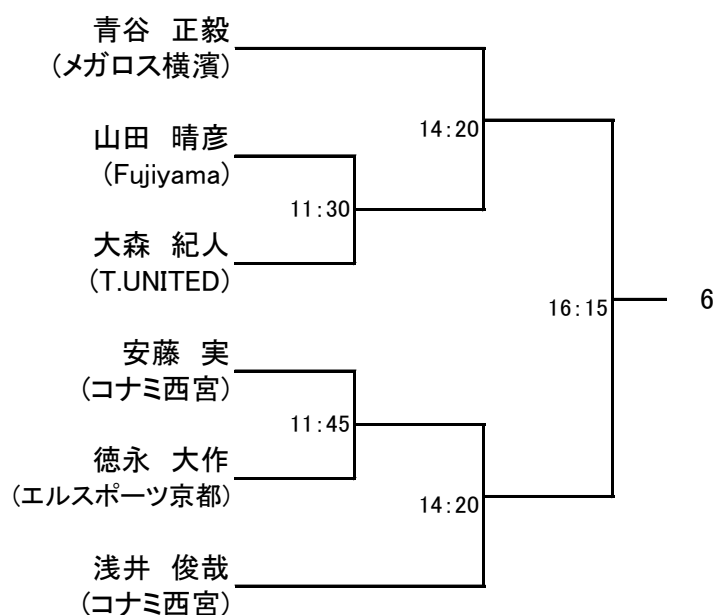 青谷 正毅
(メガロス横濱)
14:20
山田 晴彦
(Fujiyama)
11:30
大森 紀人
(T.UNITED)
16:15
6
安藤 実
(コナミ西宮)
11:45
徳永 大作
(エルスポーツ京都)
14:20
浅井 俊哉
(コナミ西宮)